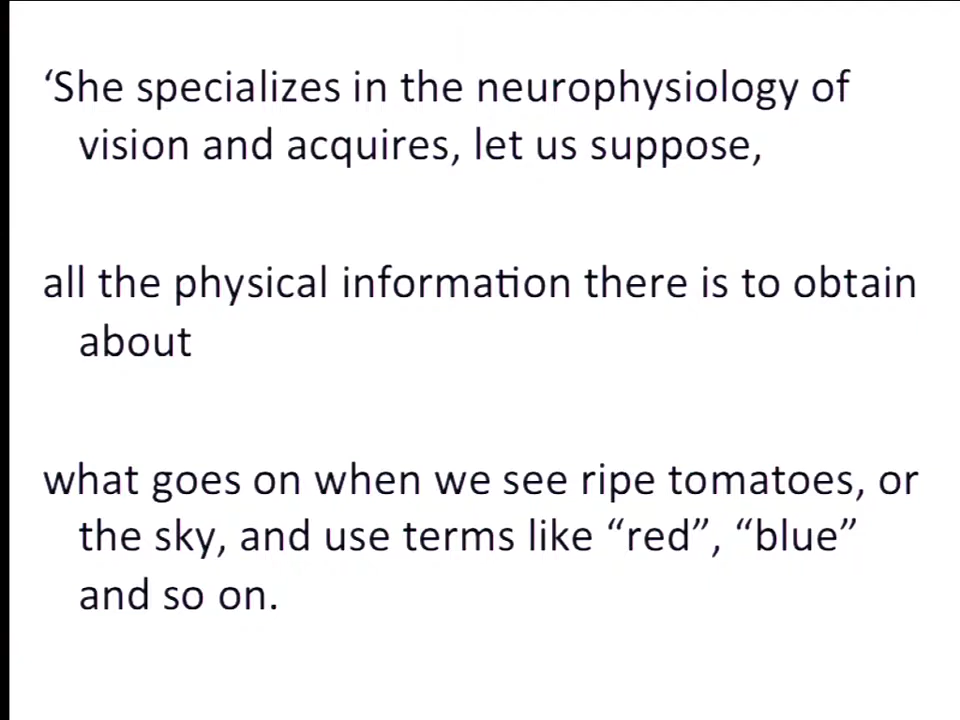 ‘She specializes in the neurophysiology of
vision and acquires, let us suppose,
all the physical information there is to obtain
about
what goes on when we see ripe tomatoes, or
the sky, and use terms like “red”, “blue”
and so on.